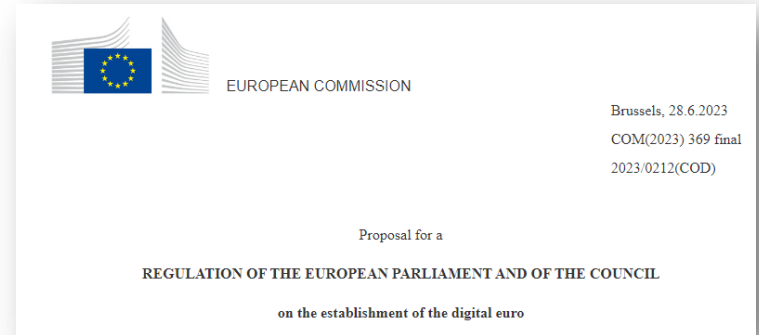 EUROPEAN COMMISSION
Brussels, 28.6.2023
COM(2023) 369 final
2023/0212(COD)
Proposal for a
REGULATION OF THE EUROPEAN PARLIAMENT AND OF THE COUNCIL
on the establishment of the digital euro